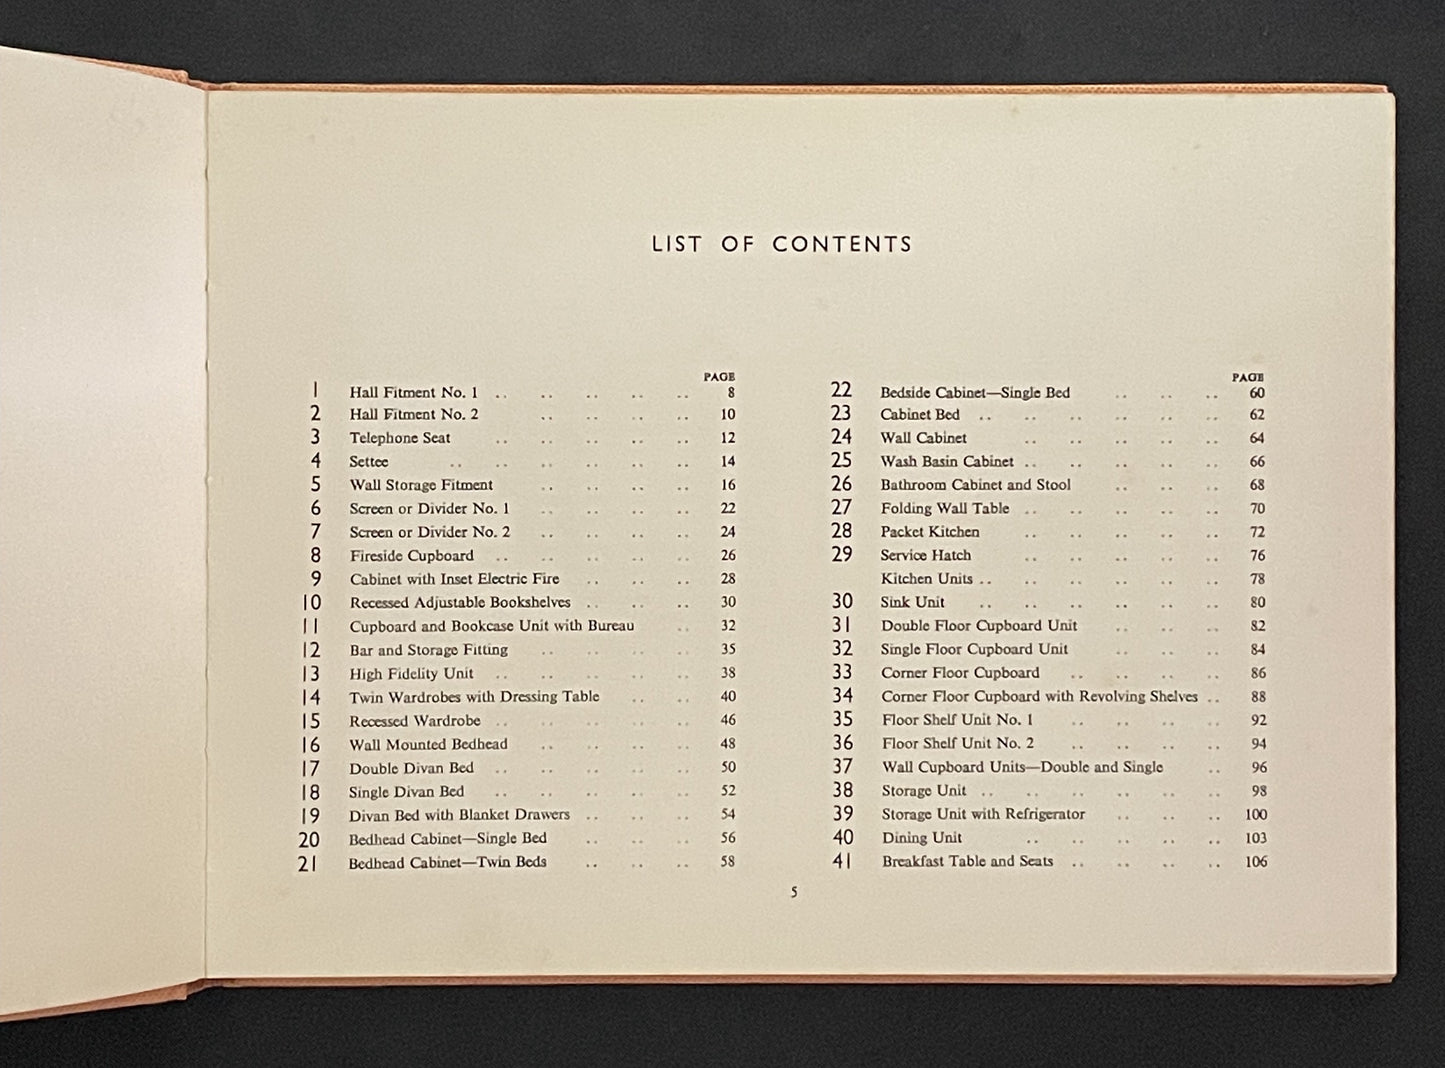 LIST OF CONTENTS
PAGE
1 Hall Fitment No. 1 .. .. .. .. .. 8
2 Hall Fitment No. 2 .. .. .. .. 10
3 Telephone Seat .. .. .. .. .. 12
4 Settee .. .. .. .. .. .. 14
5 Wall Storage Fitment .. .. .. .. 16
6 Screen or Divider No. 1 .. .. .. .. 22
7 Screen or Divider No. 2 .. .. .. .. 24
8 Fireside Cupboard .. .. .. .. .. 26
9 Cabinet with Inset Electric Fire .. .. .. 28
10 Recessed Adjustable Bookshelves .. .. .. 30
11 Cupboard and Bookcase Unit with Bureau .. 32
12 Bar and Storage Fitting .. .. .. .. 35
13 High Fidelity Unit .. .. .. .. .. 38
14 Twin Wardrobes with Dressing Table .. .. 40
15 Recessed Wardrobe .. .. .. .. .. 46
16 Wall Mounted Bedhead .. .. .. .. 48
17 Double Divan Bed .. .. .. .. .. 50
18 Single Divan Bed .. .. .. .. .. 52
19 Divan Bed with Blanket Drawers .. .. .. 54
20 Bedhead Cabinet—Single Bed .. .. .. 56
21 Bedhead Cabinet—Twin Beds .. .. .. 58
PAGE
22 Bedside Cabinet—Single Bed .. .. .. 60
23 Cabinet Bed .. .. .. .. .. .. 62
24 Wall Cabinet .. .. .. .. .. 64
25 Wash Basin Cabinet .. .. .. .. .. 66
26 Bathroom Cabinet and Stool .. .. .. 68
27 Folding Wall Table .. .. .. .. .. 70
28 Packet Kitchen .. .. .. .. .. 72
29 Service Hatch .. .. .. .. .. 76
Kitchen Units .. .. .. .. .. .. 78
30 Sink Unit .. .. .. .. .. .. 80
31 Double Floor Cupboard Unit .. .. .. 82
32 Single Floor Cupboard Unit .. .. .. 84
33 Corner Floor Cupboard .. .. .. .. 86
34 Corner Floor Cupboard with Revolving Shelves .. 88
35 Floor Shelf Unit No. 1 .. .. .. .. 92
36 Floor Shelf Unit No. 2 .. .. .. .. 94
37 Wall Cupboard Units—Double and Single .. 96
38 Storage Unit .. .. .. .. .. .. 98
39 Storage Unit with Refrigerator .. .. .. 100
40 Dining Unit .. .. .. .. .. 103
41 Breakfast Table and Seats .. .. .. .. 106
5